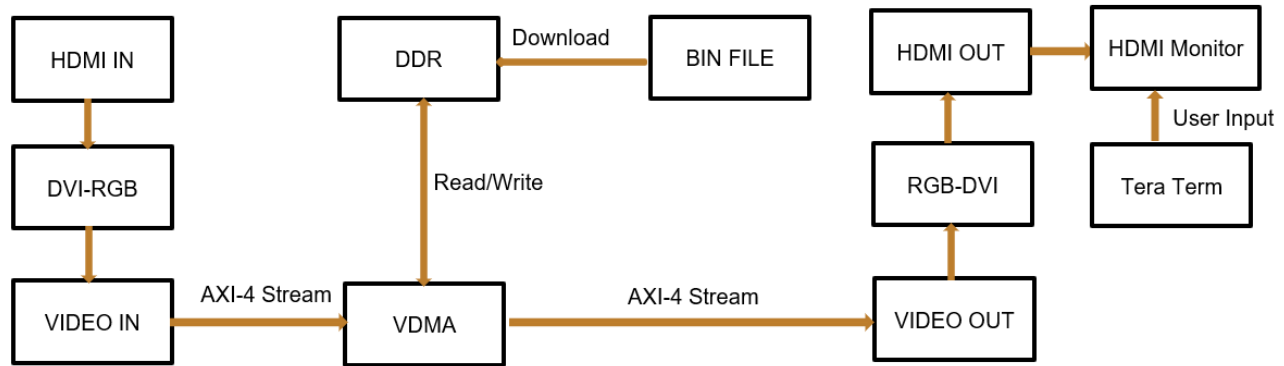 HDMI IN
DDR
Download
BIN FILE
HDMI OUT
HDMI Monitor
User Input
DVI-RGB
Read/Write
RGB-DVI
Tera Term
AXI-4 Stream
AXI-4 Stream
VIDEO IN
VDMA
VIDEO OUT